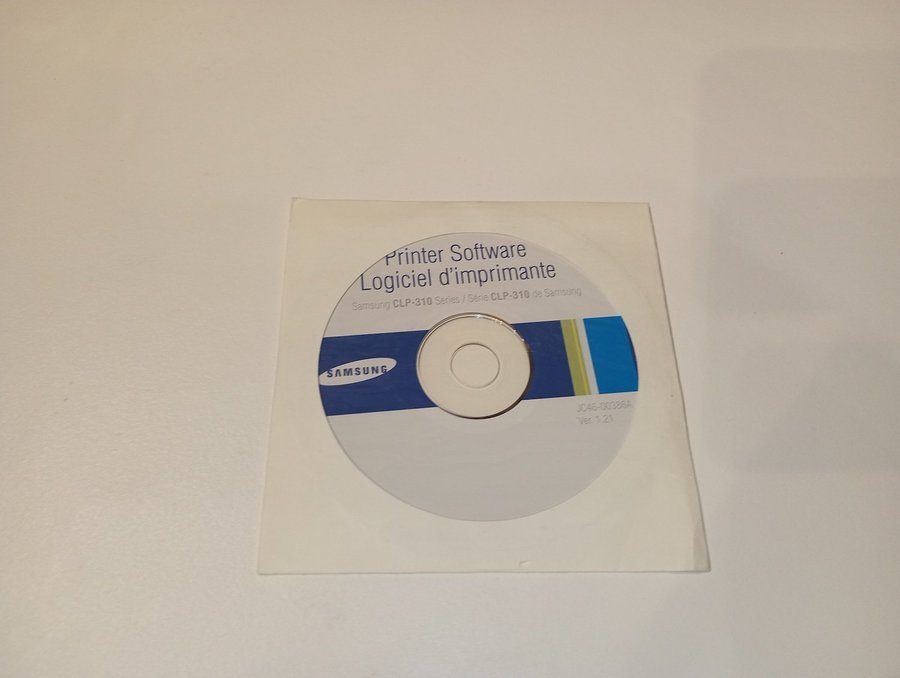 Printer Software
Logiciel d'imprimante
Samsung CLP-310 Series / Série CLP-310 de Samsung
SAMSUNG
JC46-00386A
Ver. 1.21